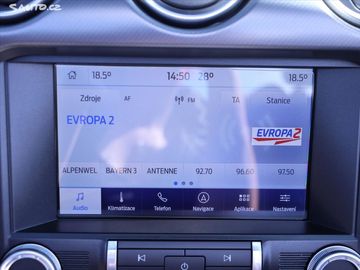 sauto.cz
18.5° 14:50 28° 18.5°
Zdroje AF FM TA Stanice
EVROPA 2
EVROPA 2
ALPENWEL BAYERN 3 ANTENNE 92.70 96.60 97.50
Audio Klimatizace Telefon Navigace Aplikace Nastavení